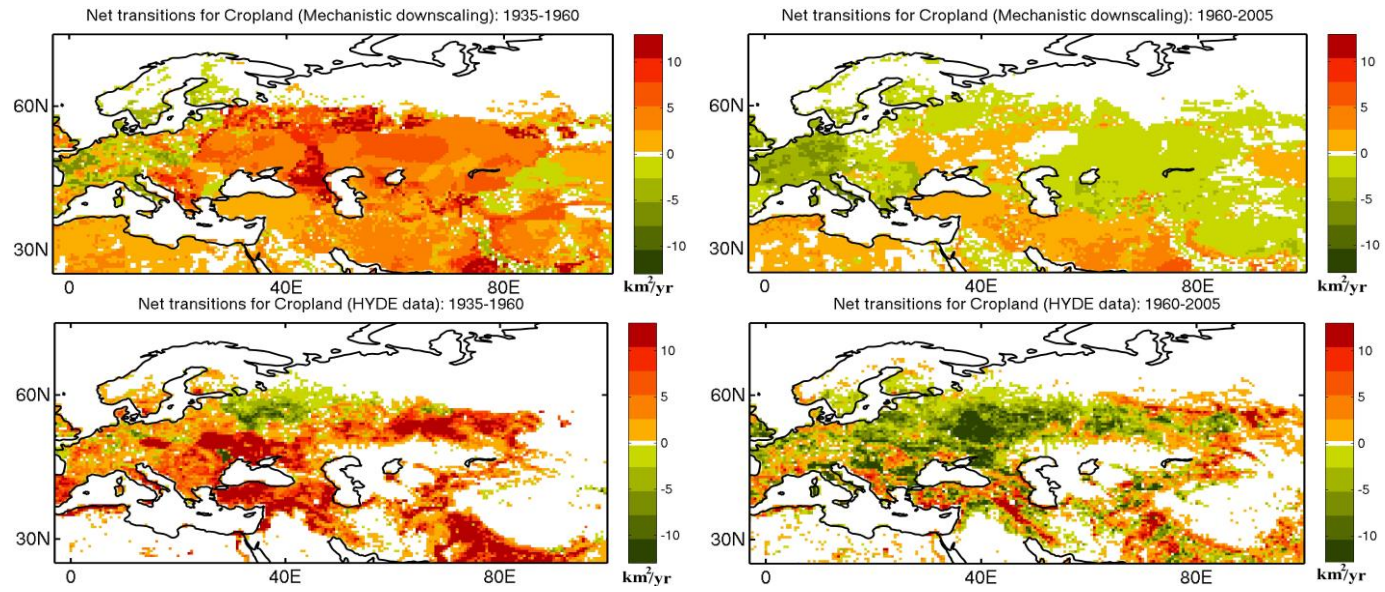 Net transitions for Cropland (Mechanistic downscaling): 1935-1960
60N
30N
0
40E
80E
10
5
0
-5
-10
km²/yr
Net transitions for Cropland (Mechanistic downscaling): 1960-2005
60N
30N
0
40E
80E
10
5
0
-5
-10
km²/yr
Net transitions for Cropland (HYDE data): 1935-1960
60N
30N
0
40E
80E
10
5
0
-5
-10
km²/yr
Net transitions for Cropland (HYDE data): 1960-2005
60N
30N
0
40E
80E
10
5
0
-5
-10
km²/yr